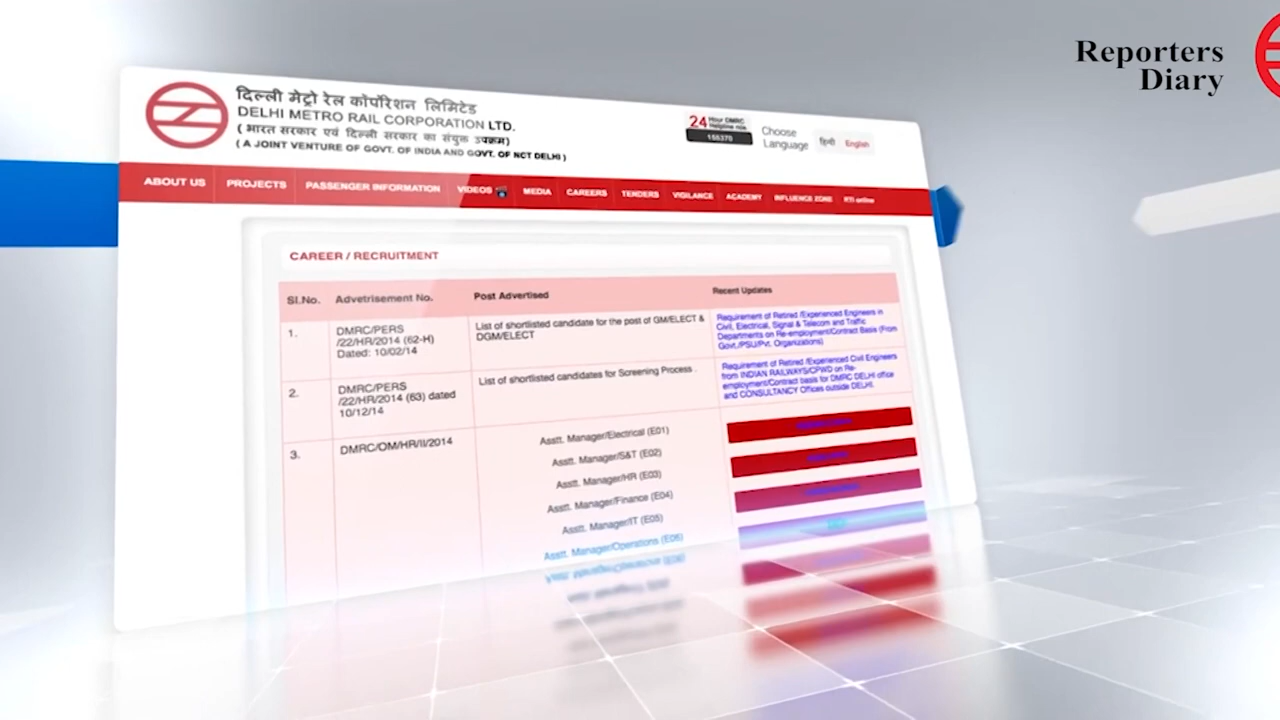 Reporters
Diary
दिल्ली मेट्रो रेल कॉर्पोरेशन लिमिटेड
DELHI METRO RAIL CORPORATION LTD.
( भारत सरकार एवं दिल्ली सरकार का संयुक्त उपक्रम)
( A JOINT VENTURE OF GOVT. OF INDIA AND GOVT. OF NCT DELHI )
24 Hour DMRC
Helpline nos
155370
Choose
Language
हिन्दी English
ABOUT US PROJECTS PASSENGER INFORMATION VIDEOS MEDIA CAREERS TENDERS VIGILANCE ACADEMY INFLUENCE ZONE RTI online
CAREER / RECRUITMENT
Sl.No. Advetrisement No. Post Advertised Recent Updates
1.
DMRC/PERS
/22/HR/2014 (62-H)
Dated: 10/02/14
List of shortlisted candidate for the post of GM/ELECT &
DGM/ELECT
Requirement of Retired /Experienced Engineers in
Civil, Electrical, Signal & Telecom and Traffic
Departments on Re-employment/Contract Basis (From
Govt./PSU/Pvt. Organizations)
2.
DMRC/PERS
/22/HR/2014 (63) dated
10/12/14
List of shortlisted candidates for Screening Process .
Requirement of Retired /Experienced Civil Engineers
from INDIAN RAILWAYS/CPWD on Re-
employment/Contract basis for DMRC DELHI office
and CONSULTANCY Offices outside DELHI.
3.
DMRC/OM/HR/II/2014
Asstt. Manager/Electrical (E01)
Asstt. Manager/S&T (E02)
Asstt. Manager/HR (E03)
Asstt. Manager/Finance (E04)
Asstt. Manager/IT (E05)
Asstt. Manager/Operations (E06)